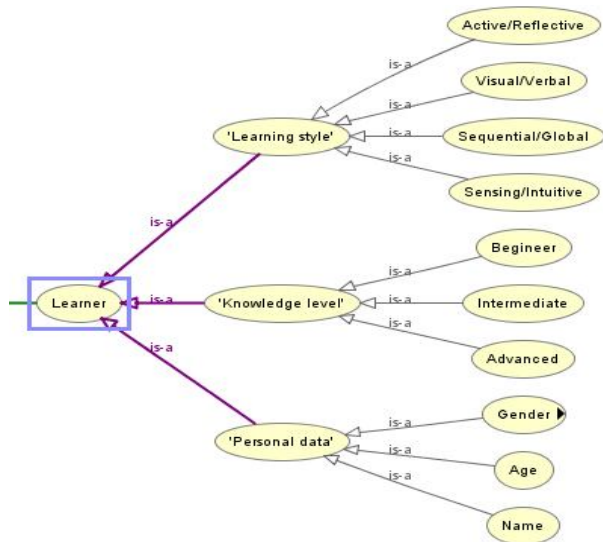 Active/Reflective
is-a
Visual/Verbal
is-a
'Learning style'
is-a
Sequential/Global
is-a
Sensing/Intuitive
is-a
Begineer
is-a
Learner
is-a
'Knowledge level'
is-a
Intermediate
is-a
is-a
Advanced
Gender
is-a
'Personal data'
is-a
Age
is-a
Name